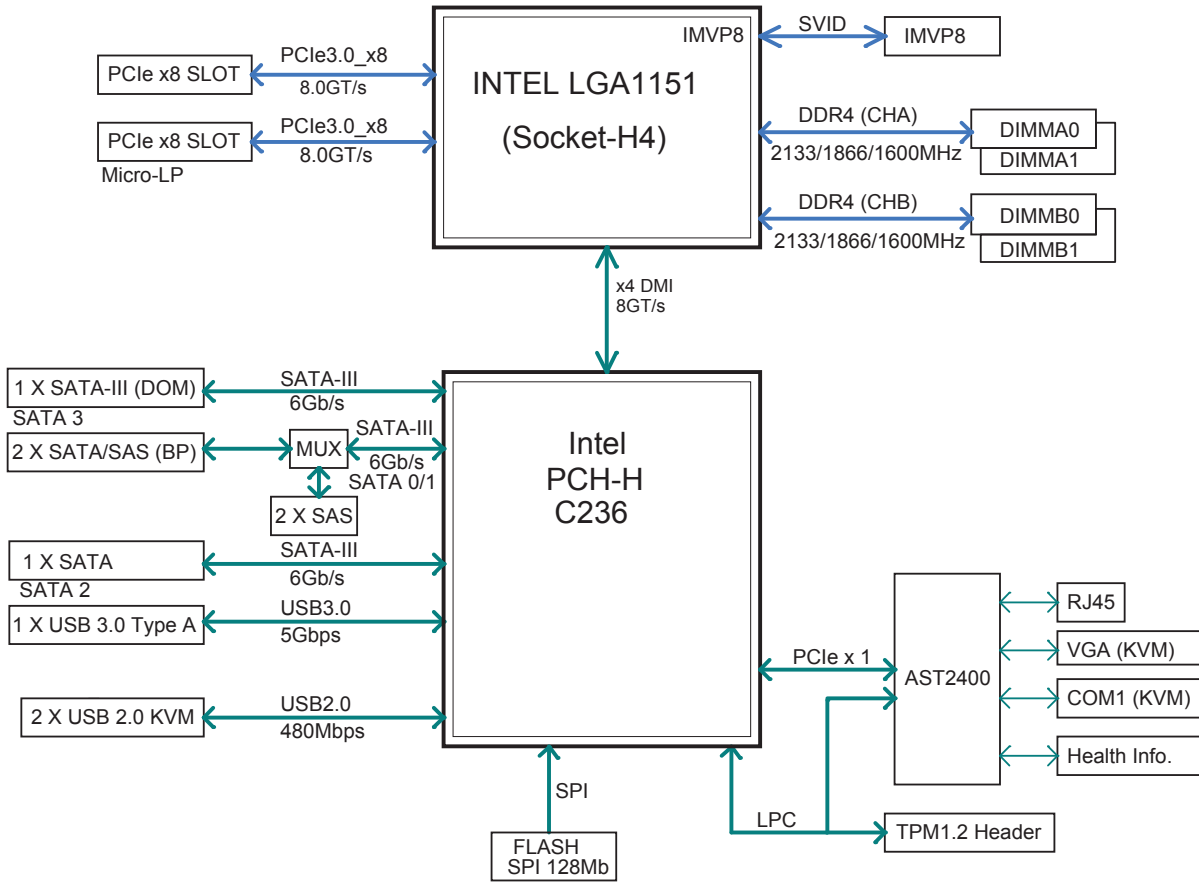 IMVP8
SVID
IMVP8
PCIe x8 SLOT
PCIe3.0_x8
8.0GT/s
INTEL LGA1151
(Socket-H4)
PCIe x8 SLOT
Micro-LP
PCIe3.0_x8
8.0GT/s
DDR4 (CHA)
2133/1866/1600MHz
DIMMA0
DIMMA1
DDR4 (CHB)
2133/1866/1600MHz
DIMMB0
DIMMB1
x4 DMI
8GT/s
1 X SATA-III (DOM)
SATA 3
SATA-III
6Gb/s
2 X SATA/SAS (BP)
MUX
SATA-III
6Gb/s
SATA 0/1
2 X SAS
Intel
PCH-H
C236
1 X SATA
SATA 2
SATA-III
6Gb/s
1 X USB 3.0 Type A
USB3.0
5Gbps
2 X USB 2.0 KVM
USB2.0
480Mbps
PCIe x 1
AST2400
RJ45
VGA (KVM)
COM1 (KVM)
Health Info.
SPI
FLASH
SPI 128Mb
LPC
TPM1.2 Header